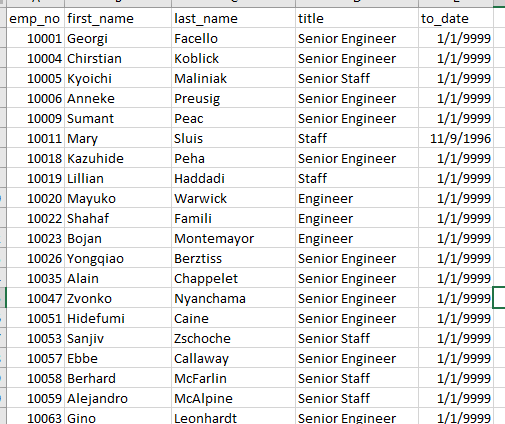 emp_no first_name last_name title to_date
10001 Georgi Facello Senior Engineer 1/1/9999
10004 Chirstian Koblick Senior Engineer 1/1/9999
10005 Kyoichi Maliniak Senior Staff 1/1/9999
10006 Anneke Preusig Senior Engineer 1/1/9999
10009 Sumant Peac Senior Engineer 1/1/9999
10011 Mary Sluis Staff 11/9/1996
10018 Kazuhide Peha Senior Engineer 1/1/9999
10019 Lillian Haddadi Staff 1/1/9999
10020 Mayuko Warwick Engineer 1/1/9999
10022 Shahaf Famili Engineer 1/1/9999
10023 Bojan Montemayor Engineer 1/1/9999
10026 Yongqiao Berztiss Senior Engineer 1/1/9999
10035 Alain Chappelet Senior Engineer 1/1/9999
10047 Zvonko Nyanchama Senior Engineer 1/1/9999
10051 Hidefumi Caine Senior Engineer 1/1/9999
10053 Sanjiv Zschoche Senior Staff 1/1/9999
10057 Ebbe Callaway Senior Engineer 1/1/9999
10058 Berhard McFarlin Senior Staff 1/1/9999
10059 Alejandro McAlpine Senior Staff 1/1/9999
10063 Gino Leonhardt Senior Engineer 1/1/9999